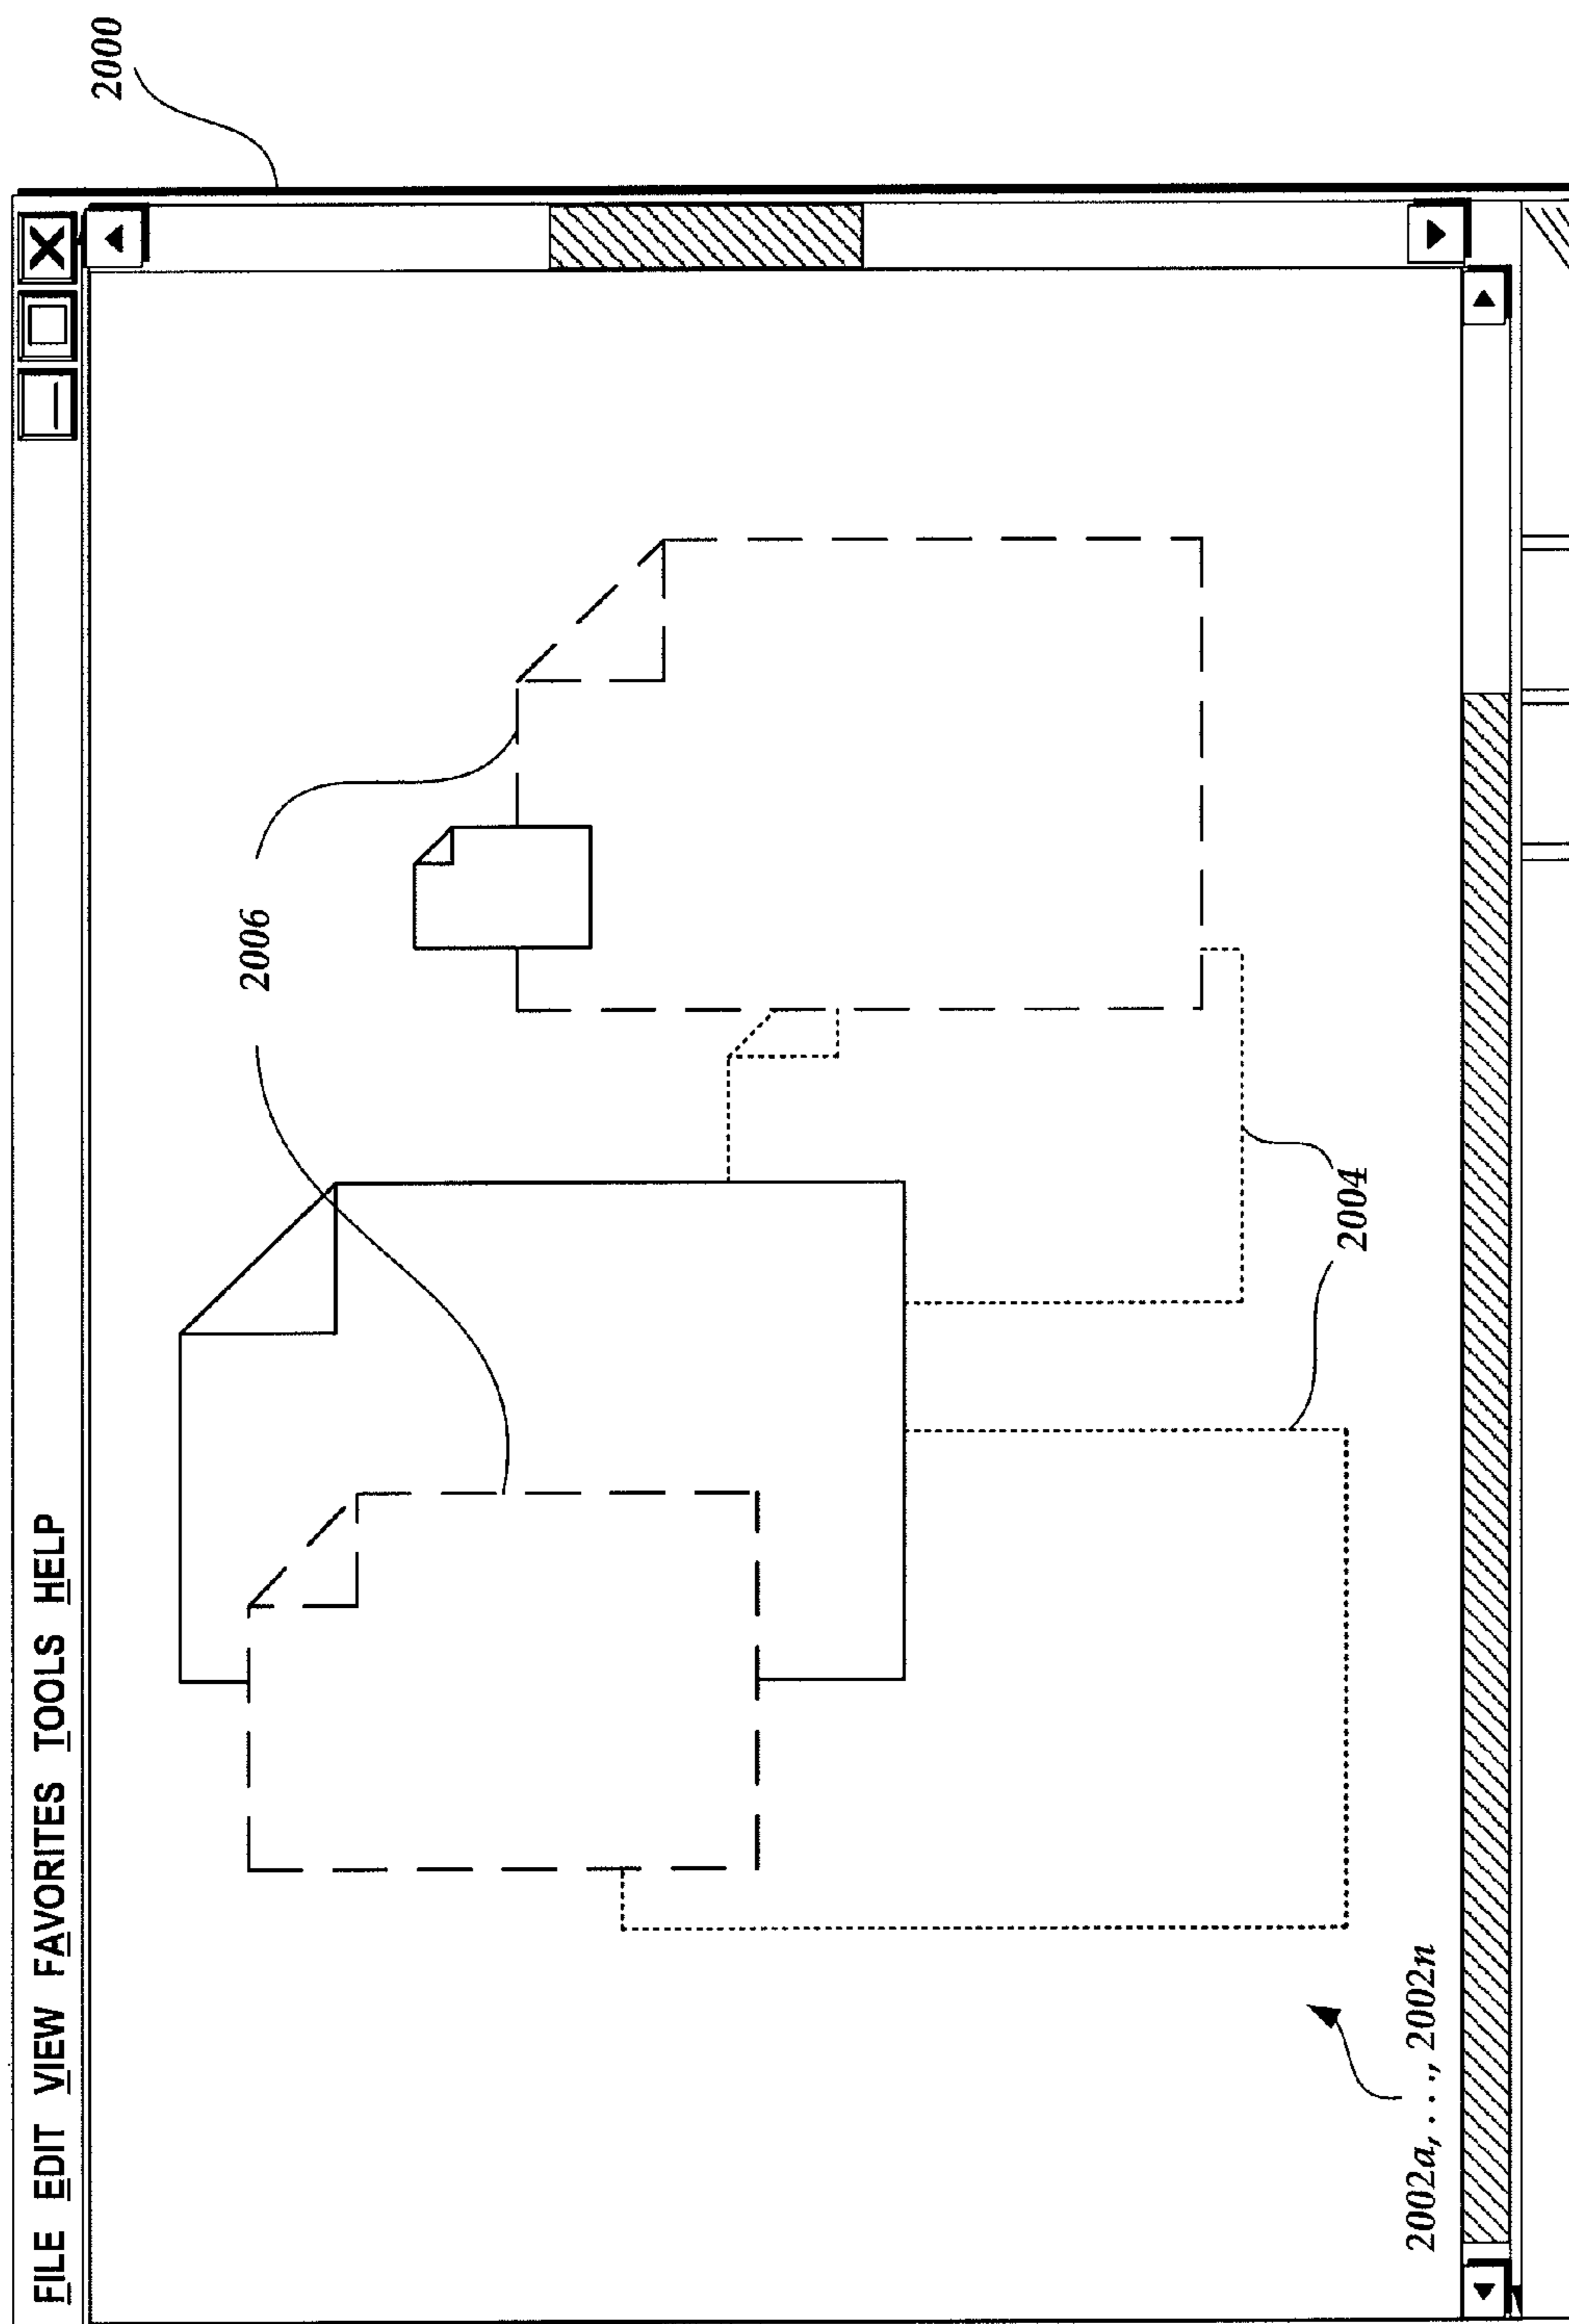 2000
FILE EDIT VIEW FAVORITES TOOLS HELP
2006
2004
2002a, . . ., 2002n